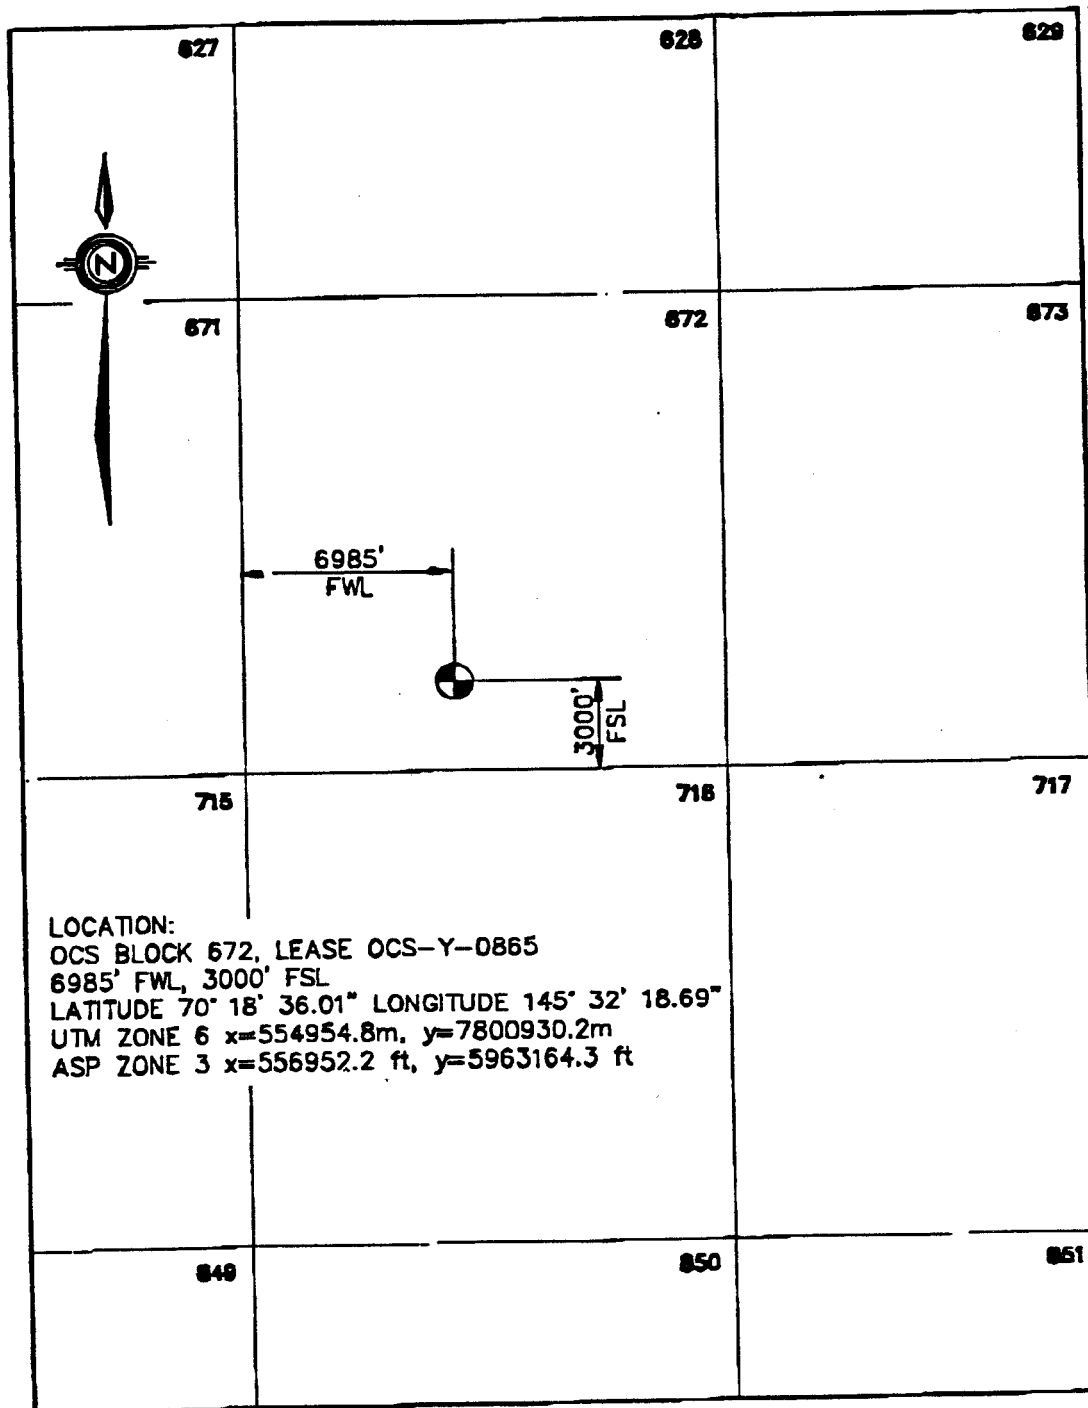 627
628
629
N
671
672
673
6985'
FWL
3000'
FSL
715
716
717
LOCATION:
OCS BLOCK 672, LEASE OCS-Y-0865
6985' FWL, 3000' FSL
LATITUDE 70° 18' 36.01" LONGITUDE 145° 32' 18.69"
UTM ZONE 6 x=554954.8m, y=7800930.2m
ASP ZONE 3 x=556952.2 ft, y=5963164.3 ft
849
850
851